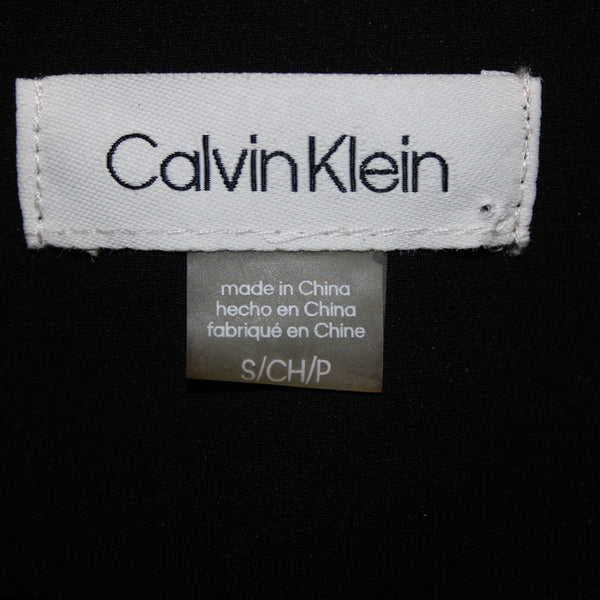 Calvin Klein
made in China
hecho en China
fabriqué en Chine
S/CH/P